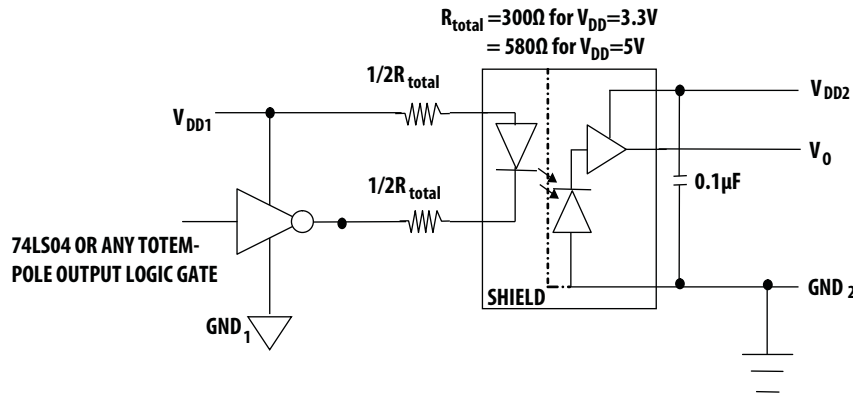 R_total =300Ω for V_DD=3.3V
= 580Ω for V_DD=5V
1/2R_total
V_DD1
V_DD2
V_O
1/2R_total
0.1µF
74LS04 OR ANY TOTEM-
POLE OUTPUT LOGIC GATE
SHIELD
GND_2
GND_1